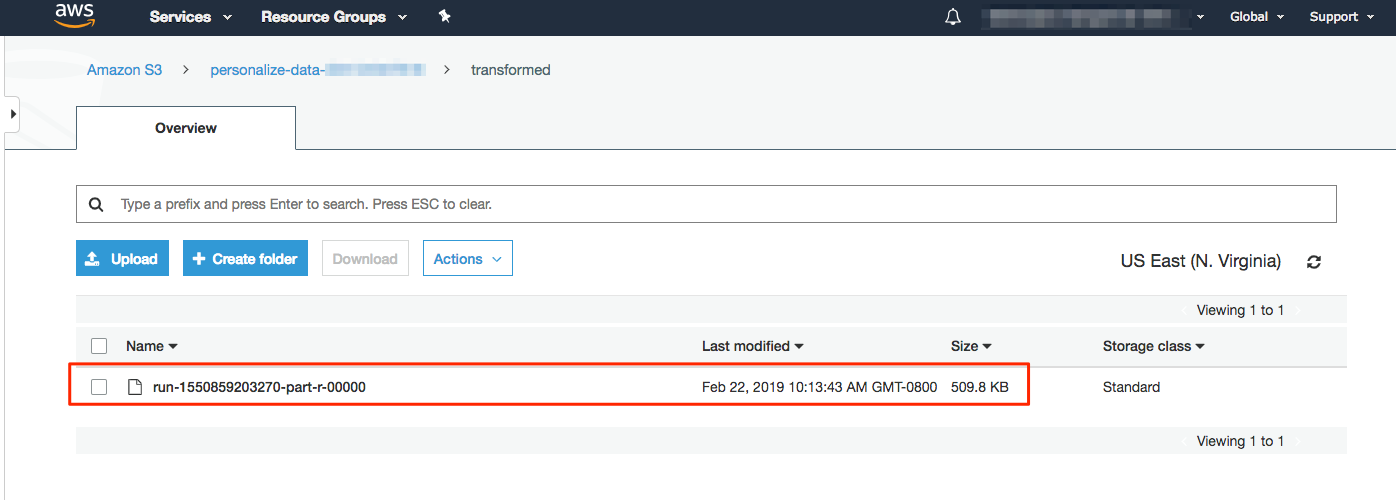 aws Services Resource Groups Global Support
Amazon S3 personalize-data- transformed
Overview
Type a prefix and press Enter to search. Press ESC to clear.
Upload Create folder Download Actions US East (N. Virginia)
Viewing 1 to 1
Name Last modified Size Storage class
run-1550859203270-part-r-00000 Feb 22, 2019 10:13:43 AM GMT-0800 509.8 KB Standard
Viewing 1 to 1